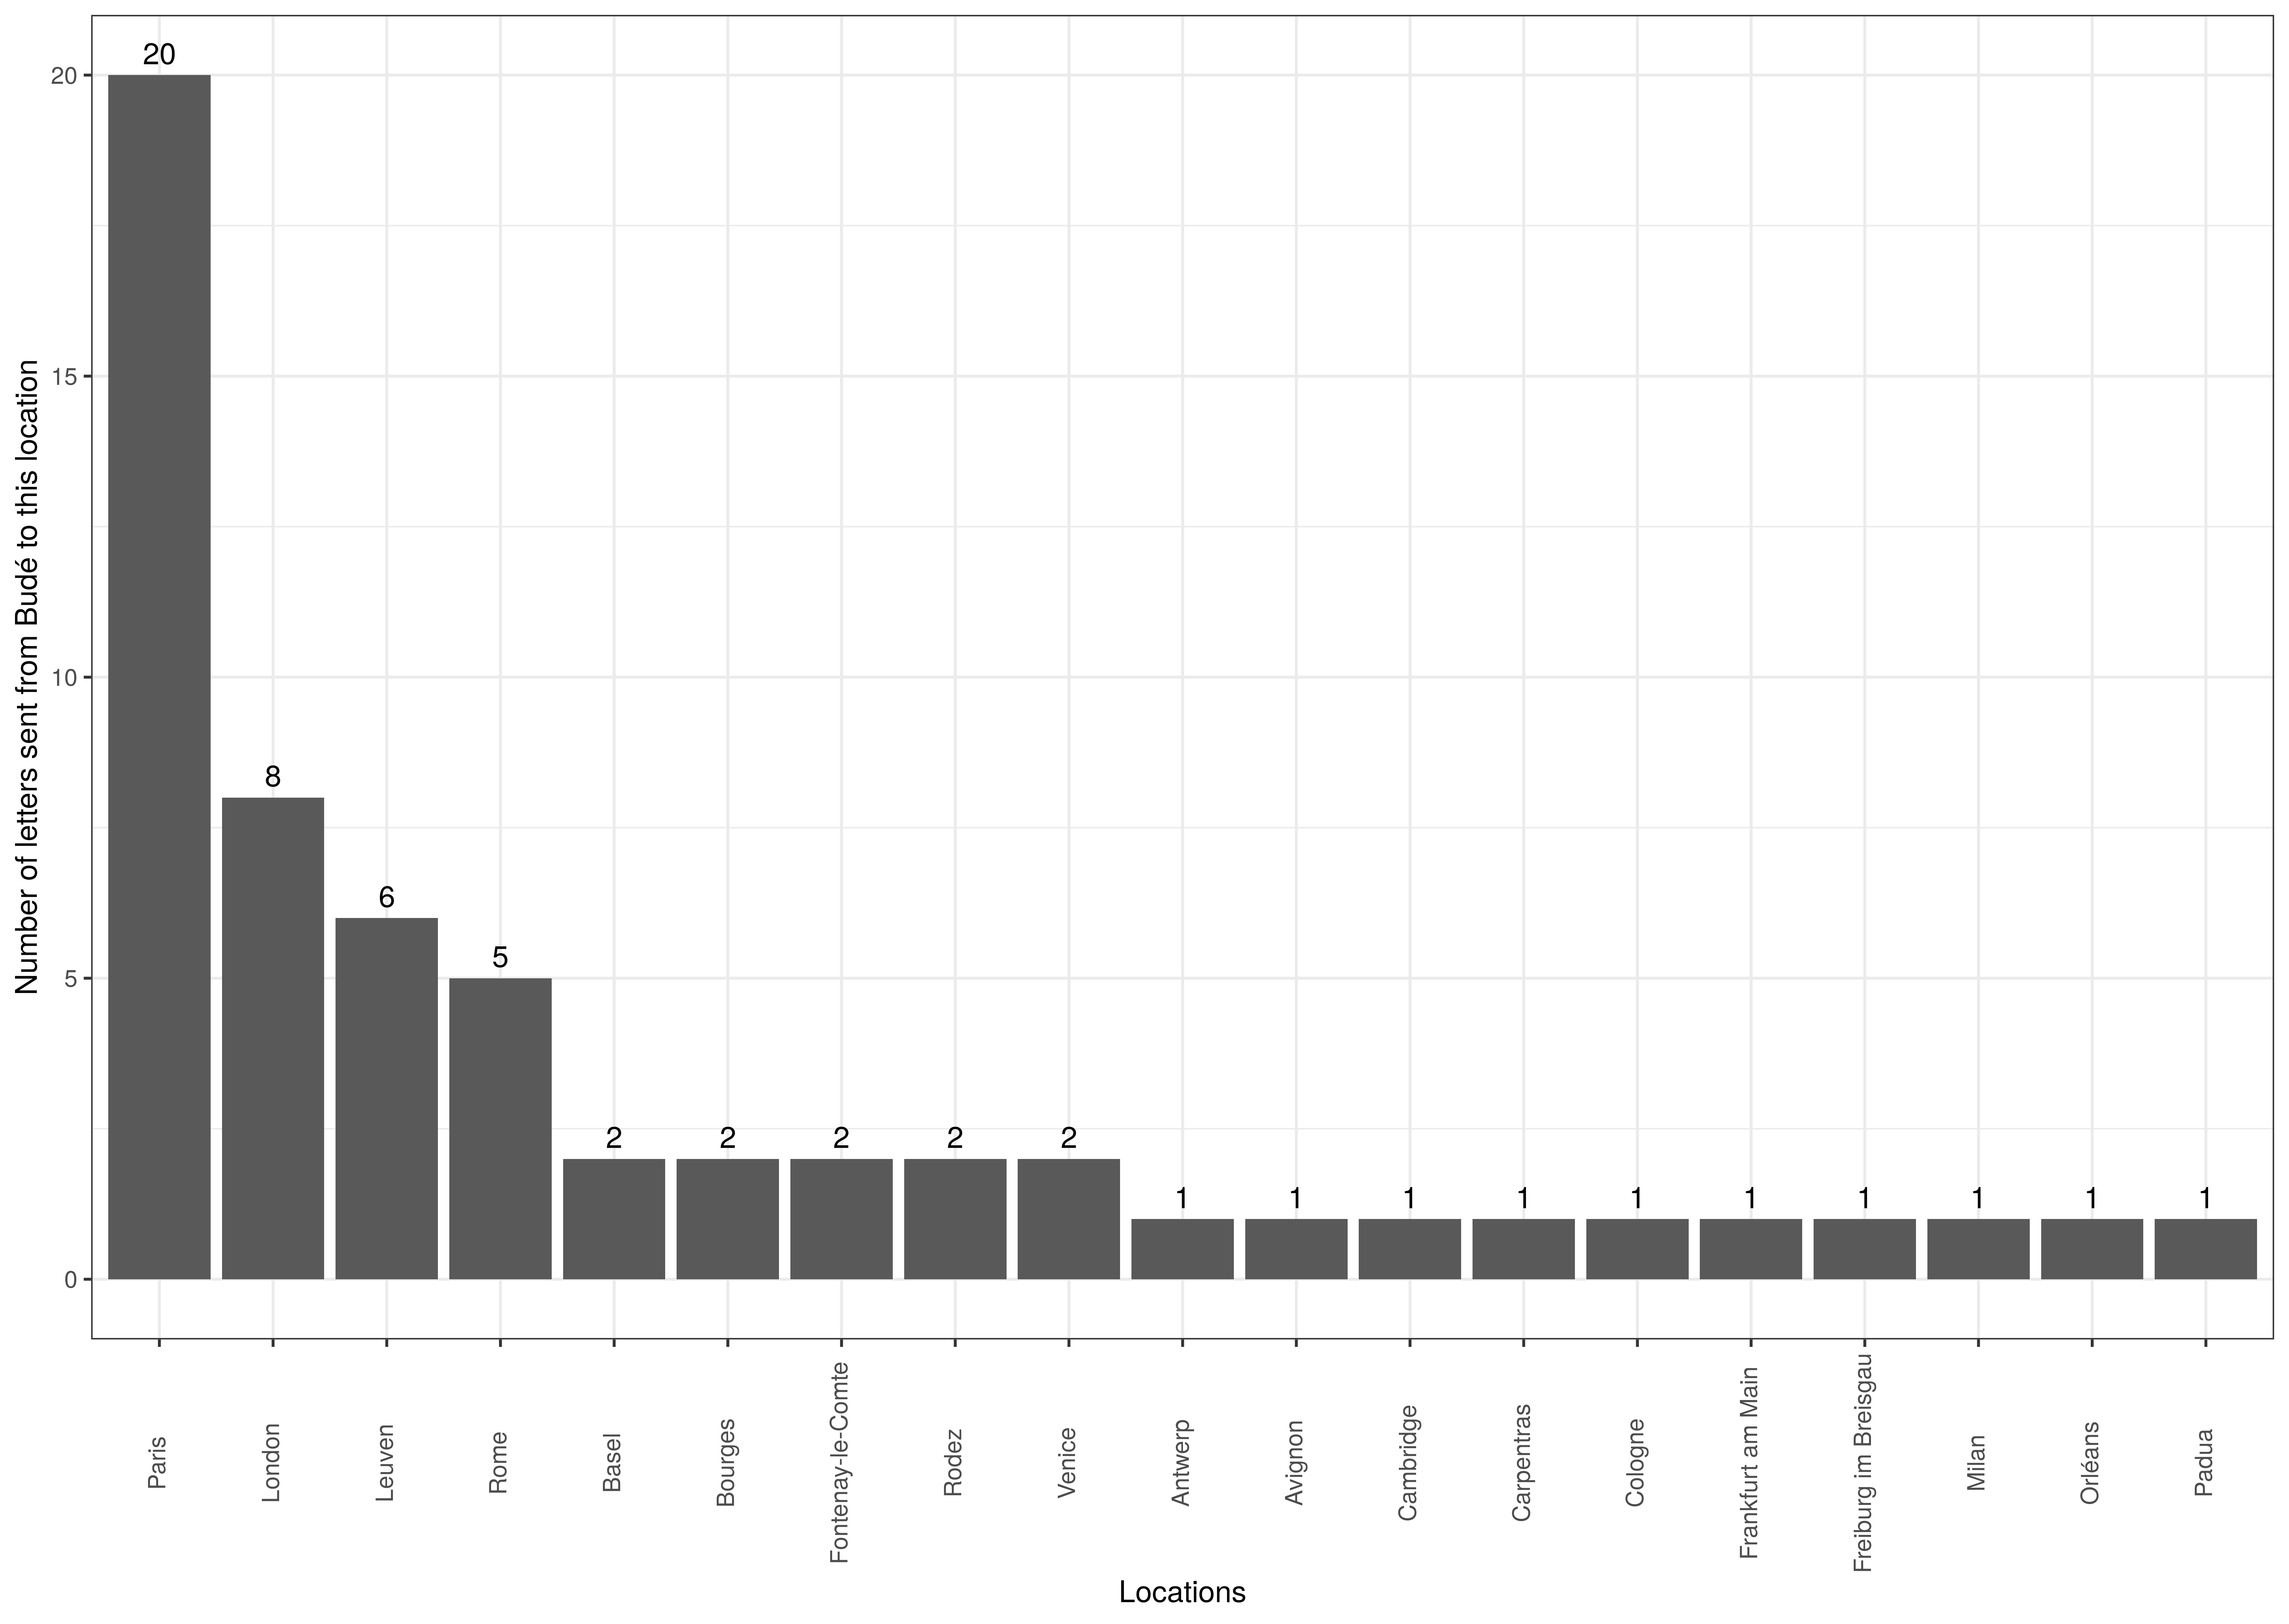 Number of letters sent from Budé to this location
20
15
10
5
0
20
8
6
5
2
2
2
2
2
1
1
1
1
1
1
1
1
1
1
Paris
London
Leuven
Rome
Basel
Bourges
Fontenay-le-Comte
Rodez
Venice
Antwerp
Avignon
Cambridge
Carpentras
Cologne
Frankfurt am Main
Freiburg im Breisgau
Milan
Orléans
Padua
Locations